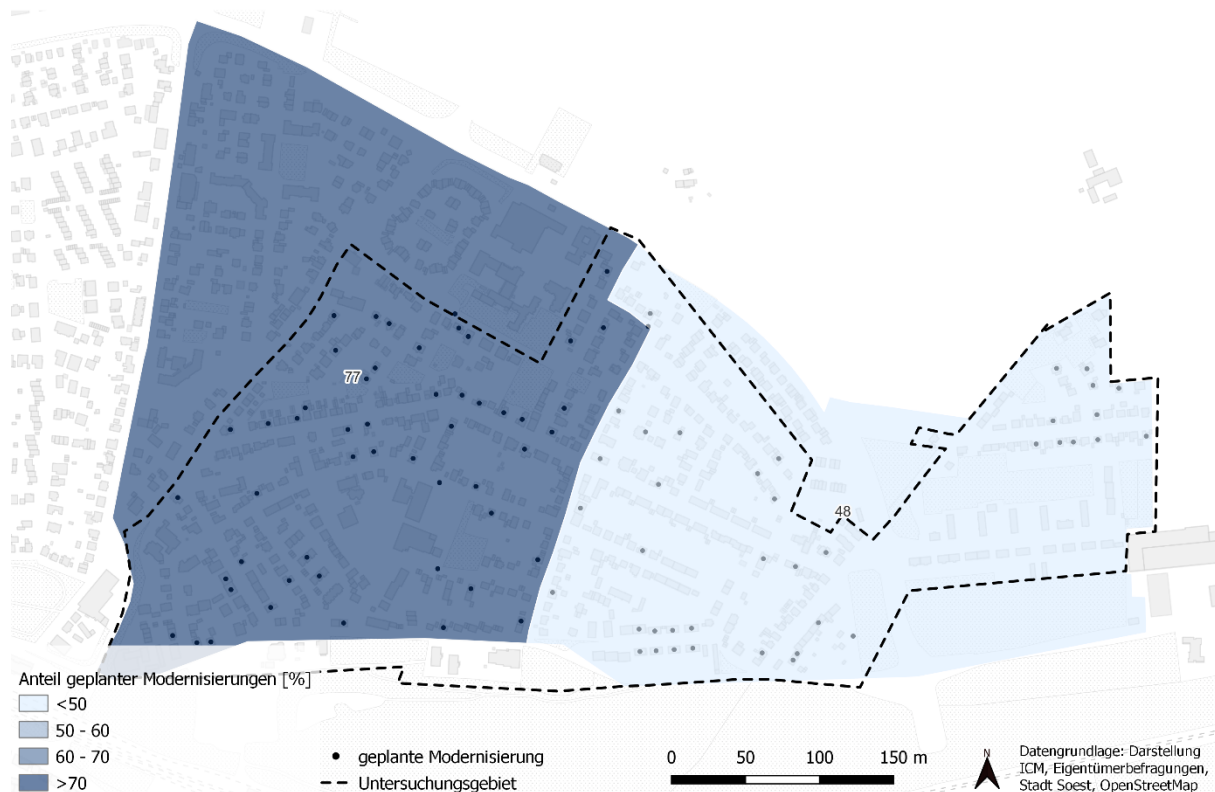 77
48
Anteil geplanter Modernisierungen [%]
<50
50 - 60
60 - 70
>70
geplante Modernisierung
Untersuchungsgebiet
0 50 100 150 m
N
Datengrundlage: Darstellung
ICM, Eigentümerbefragungen,
Stadt Soest, OpenStreetMap